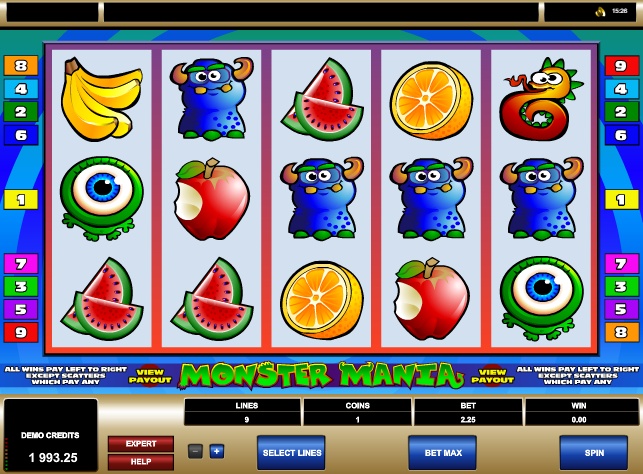 15:26
8
4
2
6
1
7
3
5
9
9
4
2
6
1
7
3
5
8
ALL WINS PAY LEFT TO RIGHT
EXCEPT SCATTERS
WHICH PAY ANY
VIEW
PAYOUT
MONSTER MANIA
VIEW
PAYOUT
ALL WINS PAY LEFT TO RIGHT
EXCEPT SCATTERS
WHICH PAY ANY
LINES
COINS
BET
WIN
9
1
2.25
0.00
DEMO CREDITS
1 993.25
EXPERT
HELP
SELECT LINES
BET MAX
SPIN